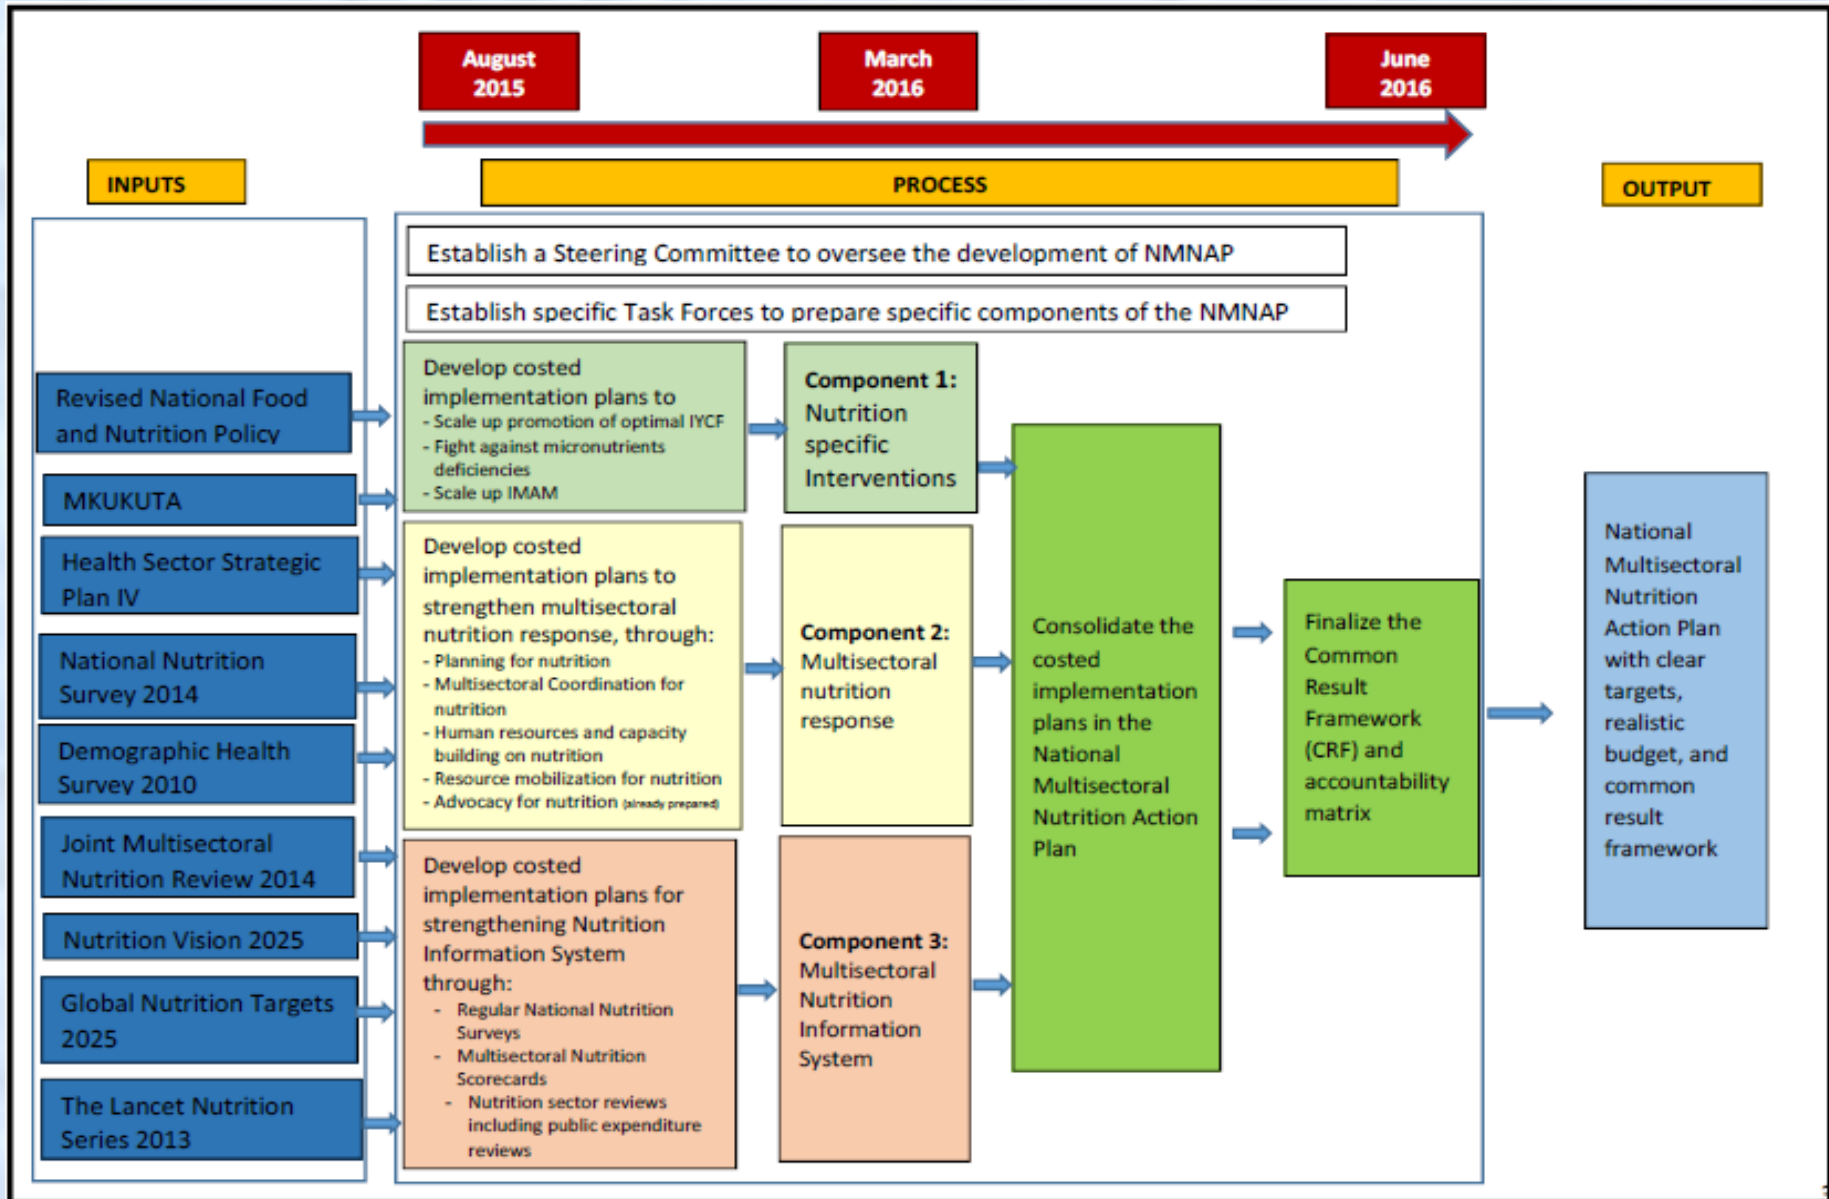 August
2015
March
2016
June
2016
INPUTS
PROCESS
OUTPUT
Revised National Food
and Nutrition Policy
MKUKUTA
Health Sector Strategic
Plan IV
National Nutrition
Survey 2014
Demographic Health
Survey 2010
Joint Multisectoral
Nutrition Review 2014
Nutrition Vision 2025
Global Nutrition Targets
2025
The Lancet Nutrition
Series 2013
Establish a Steering Committee to oversee the development of NMNAP
Establish specific Task Forces to prepare specific components of the NMNAP
Develop costed
implementation plans to
- Scale up promotion of optimal IYCF
- Fight against micronutrients
deficiencies
- Scale up IMAM
Develop costed
implementation plans to
strengthen multisectoral
nutrition response, through:
- Planning for nutrition
- Multisectoral Coordination for
nutrition
- Human resources and capacity
building on nutrition
- Resource mobilization for nutrition
- Advocacy for nutrition (already prepared)
Develop costed
implementation plans for
strengthening Nutrition
Information System
through:
- Regular National Nutrition
Surveys
- Multisectoral Nutrition
Scorecards
- Nutrition sector reviews
including public expenditure
reviews
Component 1:
Nutrition
specific
Interventions
Component 2:
Multisectoral
nutrition
response
Component 3:
Multisectoral
Nutrition
Information
System
Consolidate the
costed
implementation
plans in the
National
Multisectoral
Nutrition Action
Plan
Finalize the
Common
Result
Framework
(CRF) and
accountability
matrix
National
Multisectoral
Nutrition
Action Plan
with clear
targets,
realistic
budget, and
common
result
framework